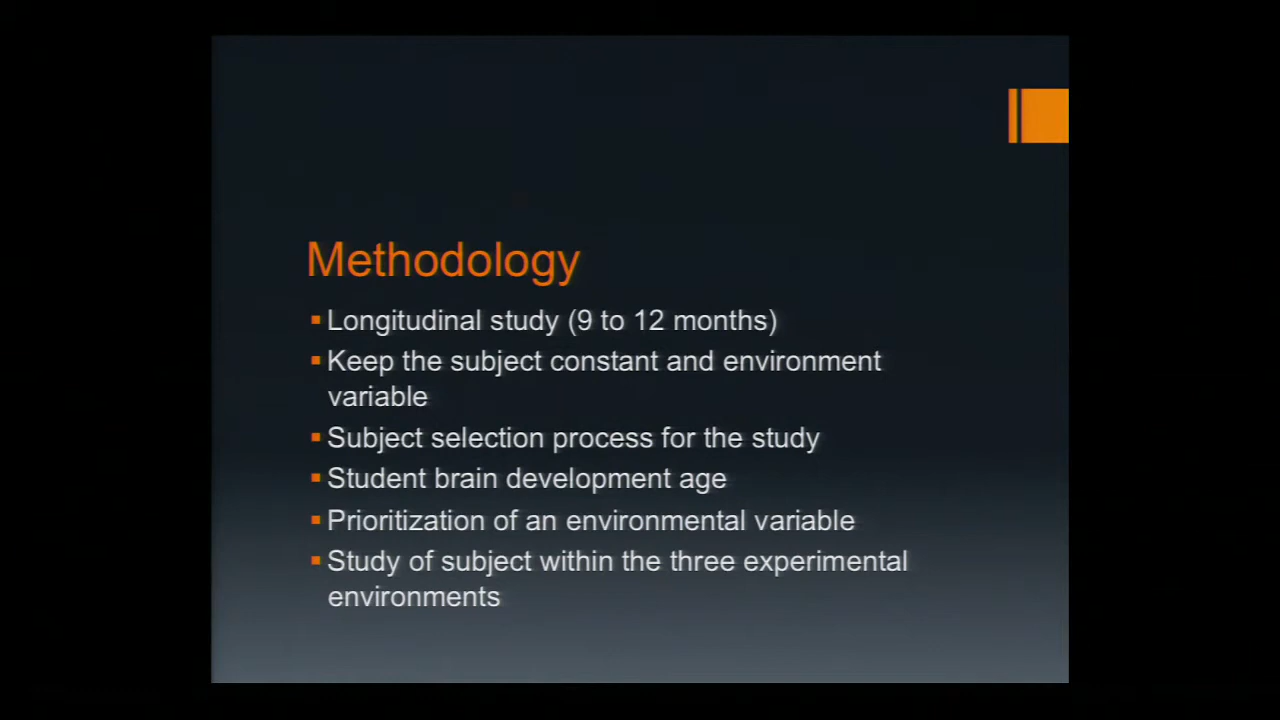 Methodology
Longitudinal study (9 to 12 months)
Keep the subject constant and environment
variable
Subject selection process for the study
Student brain development age
Prioritization of an environmental variable
Study of subject within the three experimental
environments